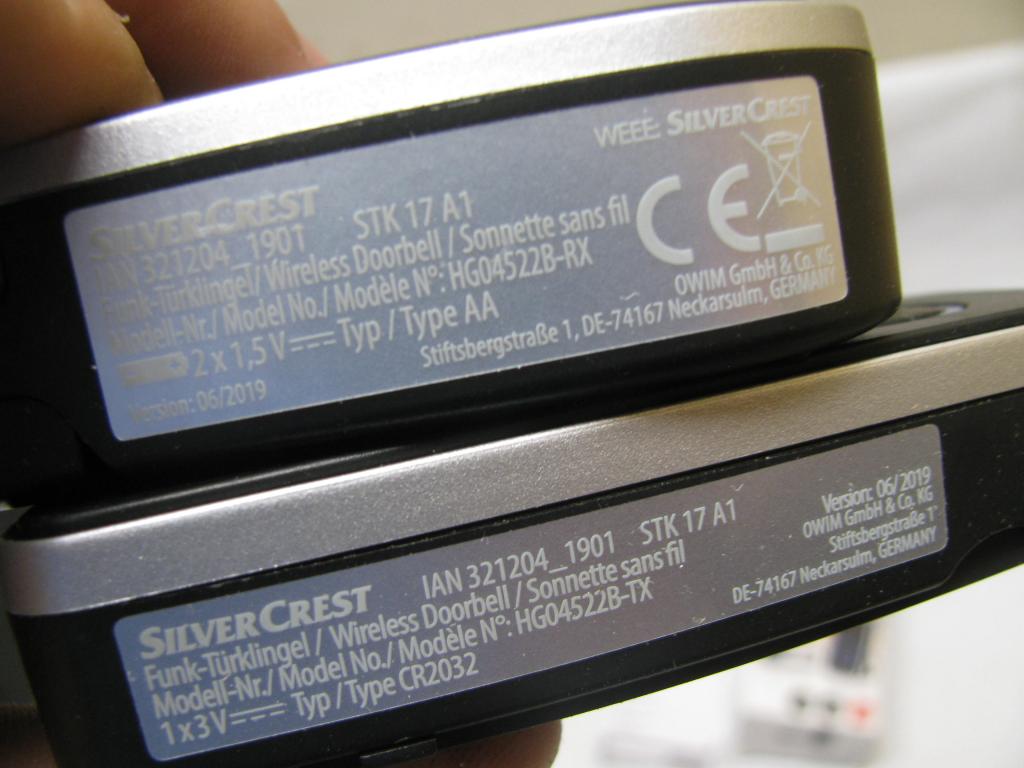 WEEE: SILVERCREST
SILVERCREST
IAN 321204_1901 STK 17 A1
Funk-Türklingel / Wireless Doorbell / Sonnette sans fil
Modell-Nr./ Model No./ Modèle N°: HG04522B-RX
2 x 1,5 V Typ / Type AA
Version: 06/2019
CE
OWIM GmbH & Co. KG
Stiftsbergstraße 1, DE-74167 Neckarsulm, GERMANY
SILVERCREST IAN 321204_1901 STK 17 A1
Funk-Türklingel / Wireless Doorbell / Sonnette sans fil
Modell-Nr./ Model No./ Modèle N°: HG04522B-TX
1 x 3 V Typ / Type CR2032
Version: 06/2019
OWIM GmbH & Co. KG
Stiftsbergstraße 1
DE-74167 Neckarsulm, GERMANY